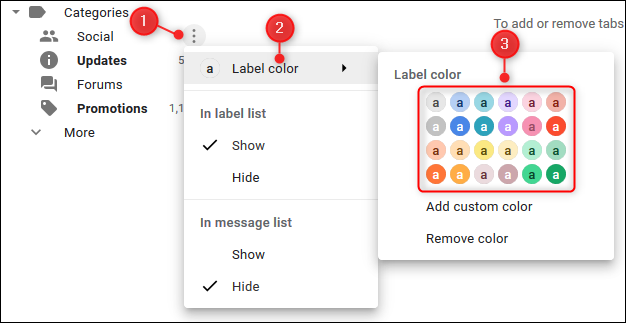 Categories
1
Social
To add or remove tabs
2
3
Updates
5
a Label color
Forums
Promotions
1,1
More
In label list
Show
Hide
In message list
Show
Hide
Label color
a a a a a a
a a a a a a
a a a a a a
a a a a a a
Add custom color
Remove color